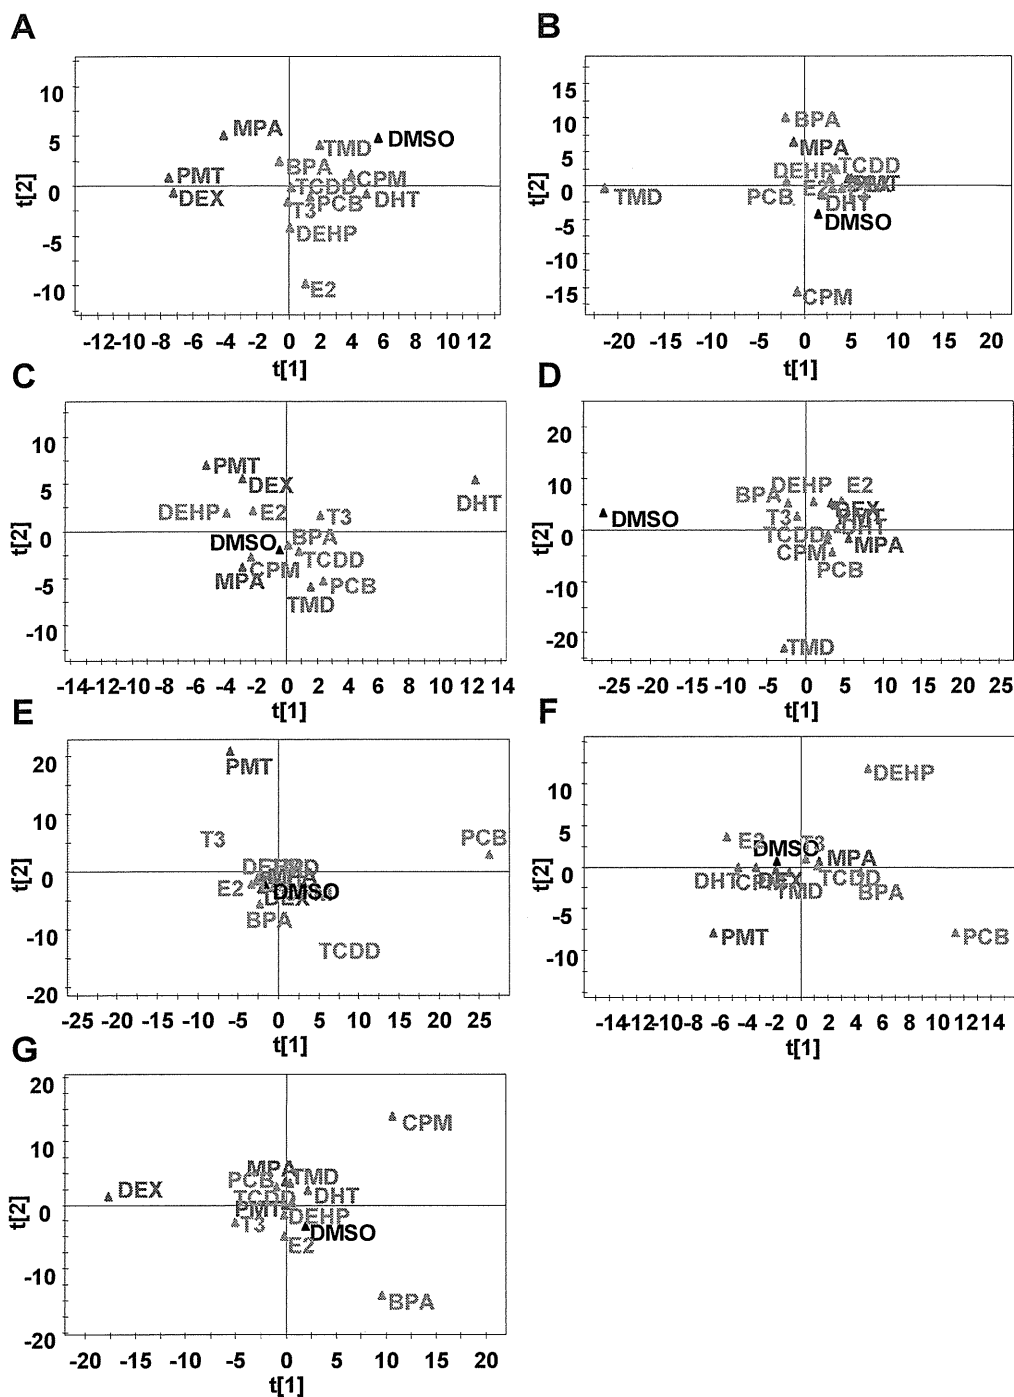 A
10
5
0
-5
-10
t[2]
MPA
DMSO
TMD
BPA
PMT
TCDD
CPM
DEX
PCB
DHT
T3
DEHP
E2
-12 -10 -8 -6 -4 -2 0 2 4 6 8 10 12
t[1]
B
15
10
5
0
-5
-10
-15
t[2]
BPA
MPA
DEHP
TCDD
TMD
PCB
E2
DHT
DMSO
CPM
-20 -15 -10 -5 0 5 10 15 20
t[1]
C
10
5
0
-5
-10
t[2]
PMT
DEX
DHT
DEHP
E2
T3
DMSO
BPA
CPM
TCDD
MPA
PCB
TMD
-14 -12 -10 -8 -6 -4 -2 0 2 4 6 8 10 12 14
t[1]
D
20
10
0
-10
-20
t[2]
DEHP
E2
BPA
DMSO
T3
DEX
TCDD
DHT
CPM
MPA
PCB
TMD
-25 -20 -15 -10 -5 0 5 10 15 20 25
t[1]
E
20
10
0
-10
-20
t[2]
PMT
T3
PCB
E2
DMSO
DEX
BPA
TCDD
-25 -20 -15 -10 -5 0 5 10 15 20 25
t[1]
F
10
5
0
-5
-10
t[2]
DEHP
E2
T3
DMSO
MPA
DHT
DEX
TCDD
TMD
BPA
PMT
PCB
-14 -12 -10 -8 -6 -4 -2 0 2 4 6 8 10 12 14
t[1]
G
20
10
0
-10
-20
t[2]
CPM
MPA
PCB
TMD
DEX
TCDD
DHT
PMT
DEHP
T3
DMSO
E2
BPA
-20 -15 -10 -5 0 5 10 15 20
t[1]